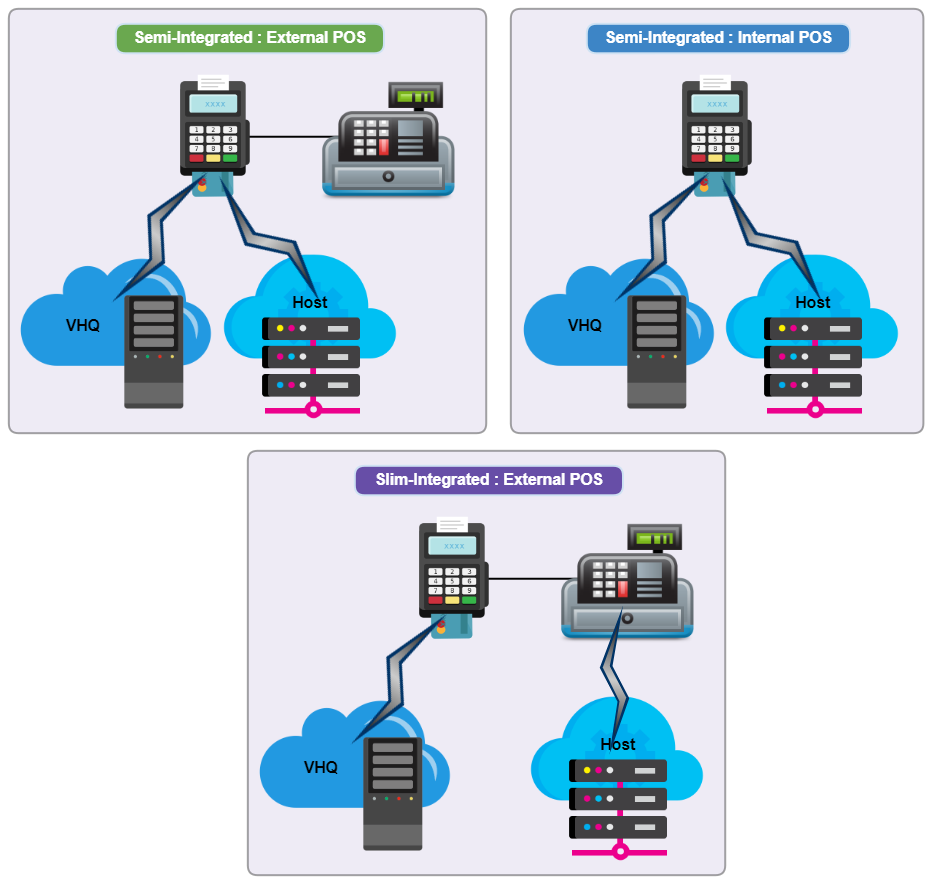 Semi-Integrated : External POS
XXXX
1 2 3
4 5 6
7 8 9
VHQ
Host
Semi-Integrated : Internal POS
XXXX
1 2 3
4 5 6
7 8 9
VHQ
Host
Slim-Integrated : External POS
XXXX
1 2 3
4 5 6
7 8 9
VHQ
Host